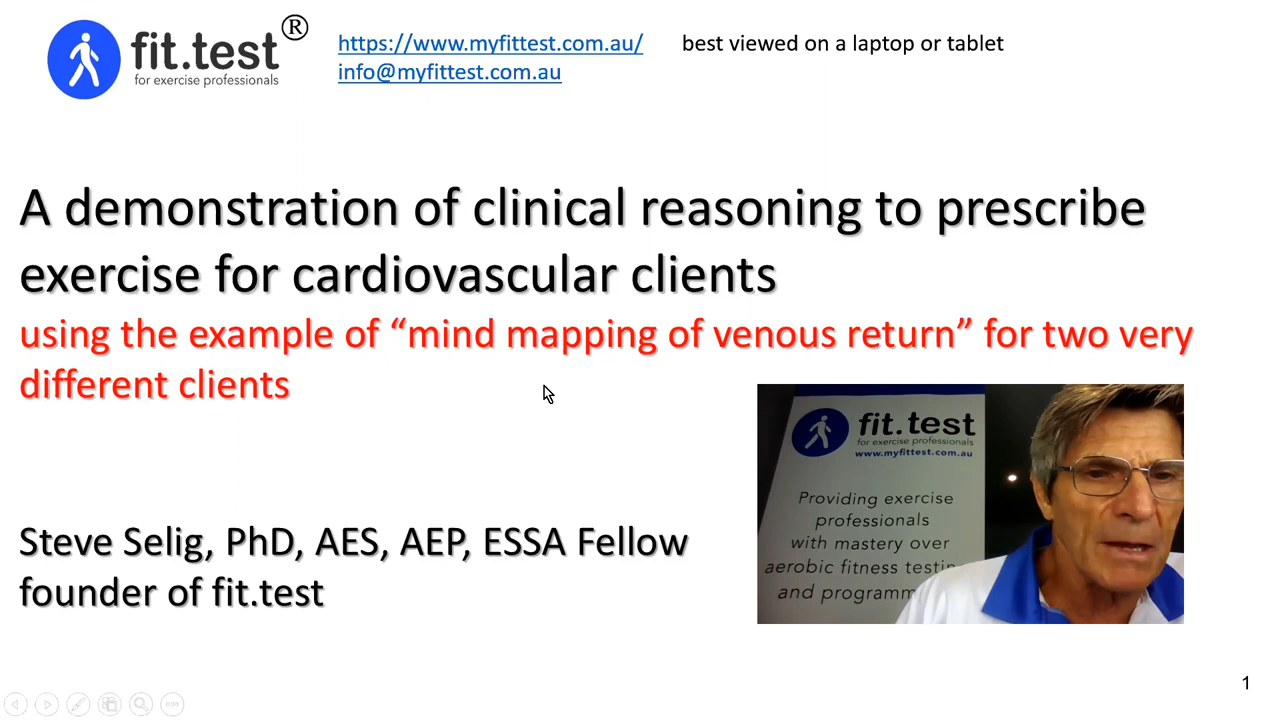 fit.test®
for exercise professionals
https://www.myfittest.com.au/ best viewed on a laptop or tablet
info@myfittest.com.au
A demonstration of clinical reasoning to prescribe
exercise for cardiovascular clients
using the example of “mind mapping of venous return” for two very
different clients
Steve Selig, PhD, AES, AEP, ESSA Fellow
founder of fit.test
fit.test
for exercise professionals
www.myfittest.com.au
Providing exercise
professionals
with mastery over
aerobic fitness testin
and programm
1